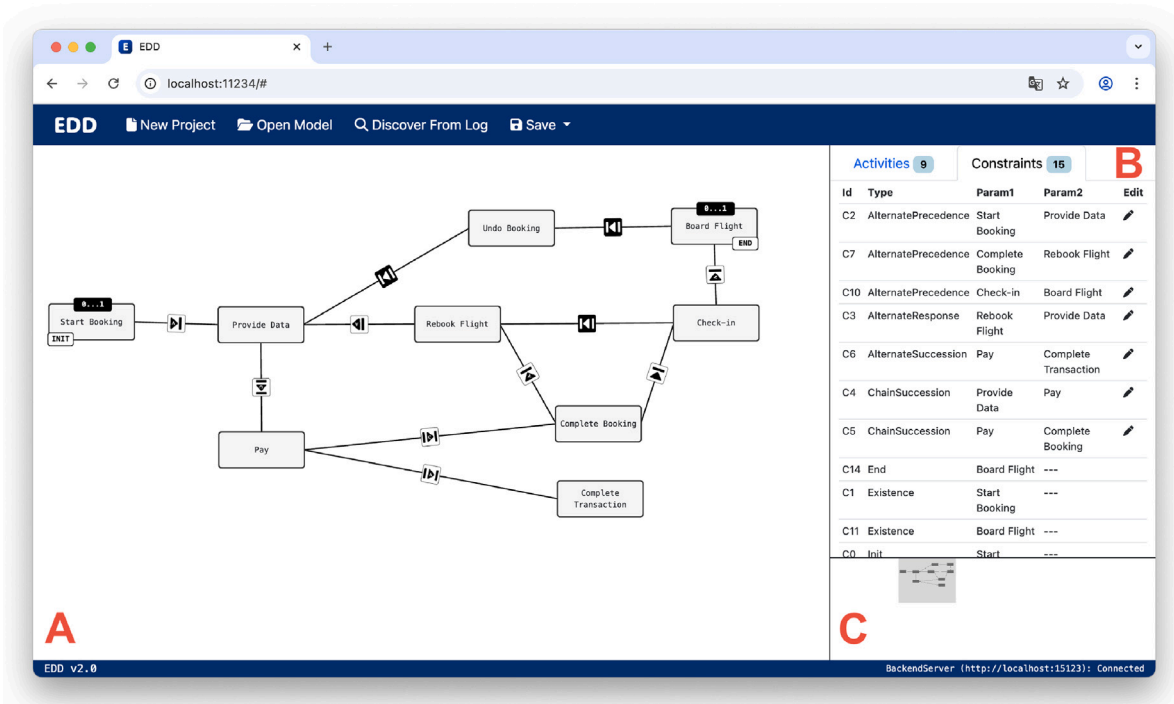 E EDD
localhost:11234/#
EDD New Project Open Model Discover From Log Save
0...1
Start Booking
INIT
Provide Data
Undo Booking
0...1
Board Flight
END
Rebook Flight
Check-in
Pay
Complete Booking
Complete
Transaction
A
Activities 9 Constraints 15
B
Id Type Param1 Param2 Edit
C2 AlternatePrecedence Start Provide Data
Booking
C7 AlternatePrecedence Complete Rebook Flight
Booking
C10 AlternatePrecedence Check-in Board Flight
C3 AlternateResponse Rebook Provide Data
Flight
C6 AlternateSuccession Pay Complete
Transaction
C4 ChainSuccession Provide Pay
Data
C5 ChainSuccession Pay Complete
Booking
C14 End Board Flight ---
C1 Existence Start ---
Booking
C11 Existence Board Flight ---
C0 Init Start ---
C
EDD v2.0 BackendServer (http://localhost:15123): Connected